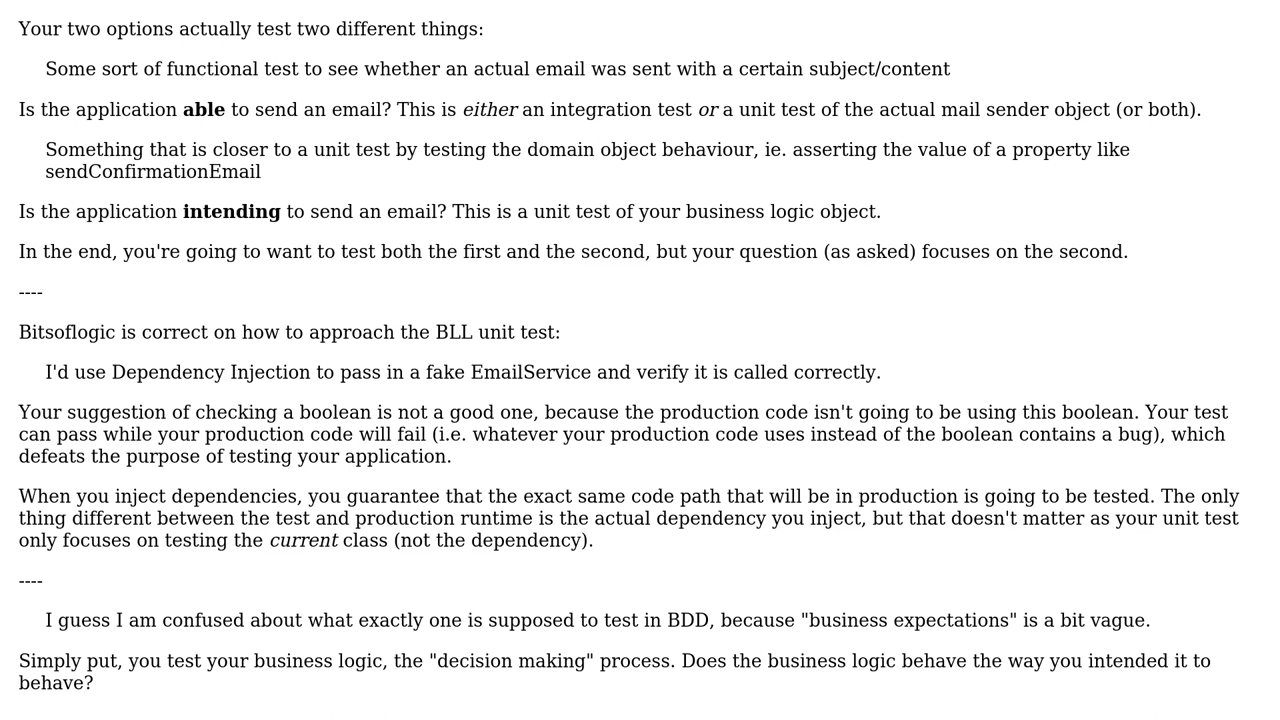 Your two options actually test two different things:
Some sort of functional test to see whether an actual email was sent with a certain subject/content
Is the application able to send an email? This is either an integration test or a unit test of the actual mail sender object (or both).
Something that is closer to a unit test by testing the domain object behaviour, ie. asserting the value of a property like
sendConfirmationEmail
Is the application intending to send an email? This is a unit test of your business logic object.
In the end, you're going to want to test both the first and the second, but your question (as asked) focuses on the second.
----
Bitsoflogic is correct on how to approach the BLL unit test:
I'd use Dependency Injection to pass in a fake EmailService and verify it is called correctly.
Your suggestion of checking a boolean is not a good one, because the production code isn't going to be using this boolean. Your test
can pass while your production code will fail (i.e. whatever your production code uses instead of the boolean contains a bug), which
defeats the purpose of testing your application.
When you inject dependencies, you guarantee that the exact same code path that will be in production is going to be tested. The only
thing different between the test and production runtime is the actual dependency you inject, but that doesn't matter as your unit test
only focuses on testing the current class (not the dependency).
----
I guess I am confused about what exactly one is supposed to test in BDD, because "business expectations" is a bit vague.
Simply put, you test your business logic, the "decision making" process. Does the business logic behave the way you intended it to
behave?